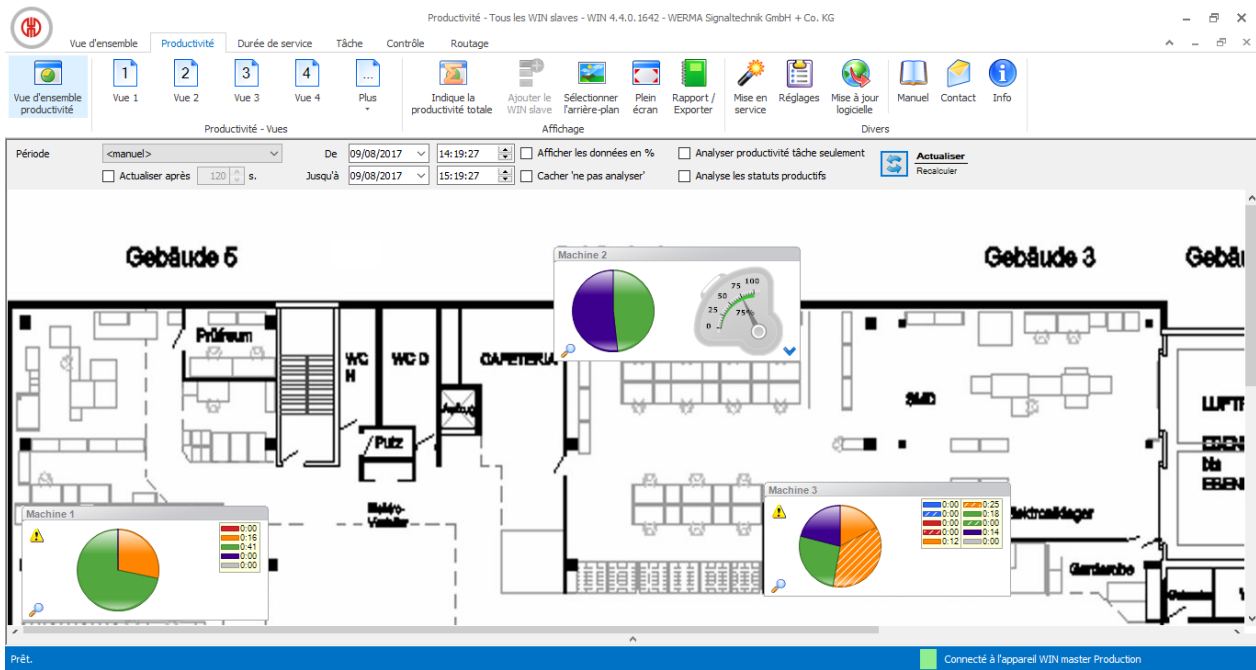 Productivité - Tous les WIN slaves - WIN 4.4.0.1642 - WERMA Signaltechnik GmbH + Co. KG
Vue d'ensemble Productivité Durée de service Tâche Contrôle Routage
Vue d'ensemble productivité
1 Vue 1
2 Vue 2
3 Vue 3
4 Vue 4
... Plus
Indique la productivité totale
Ajouter le WIN slave
Sélectionner l'arrière-plan
Plein écran
Rapport / Exporter
Mise en service
Réglages
Mise à jour logicielle
Manuel
Contact
Info
Productivité - Vues Affichage Divers
Période <manuel> De 09/08/2017 14:19:27 Afficher les données en % Analyser productivité tâche seulement Actualiser
Actualiser après 120 s. Jusqu'à 09/08/2017 15:19:27 Cacher 'ne pas analyser' Analyse les statuts productifs Recalculer
Gebäude 5
Gebäude 3
Machine 2
100
75
50
25
0
75%
Prüfraum
WC H
WC D
CAFETERIA
Aufzug
Putz
SMD
Elektro-
Verteiler
Machine 1
0:00
0:16
0:41
0:00
0:00
Machine 3
0:00 0:25
0:00 0:18
0:00 0:00
0:00 0:14
0:12 0:00
Garderobe
bis
Prêt. Connecté à l'appareil WIN master Production